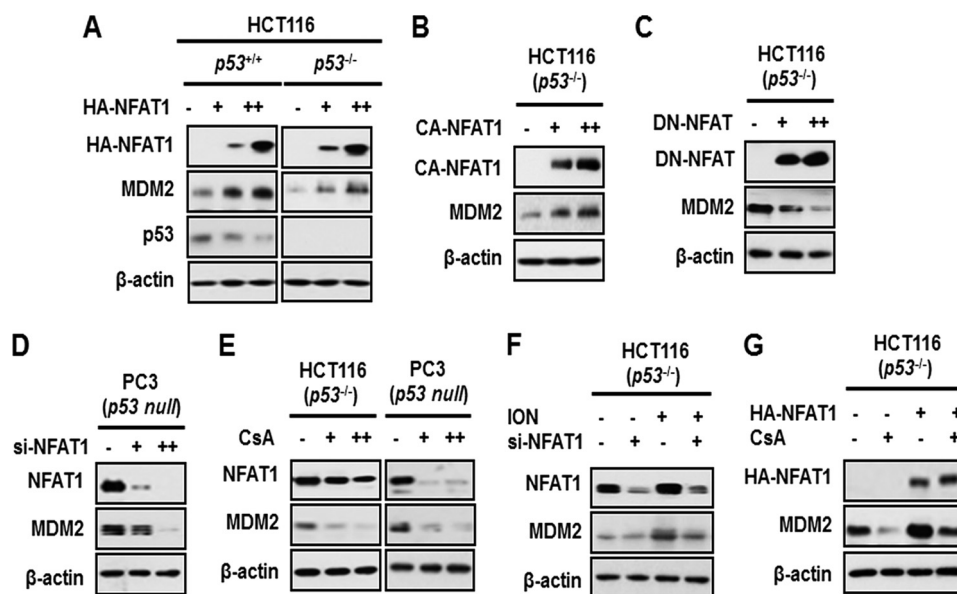 A
HCT116
p53+/+ p53-/-
HA-NFAT1 - + ++ - + ++
HA-NFAT1
MDM2
p53
β-actin
B
HCT116
(p53-/-)
CA-NFAT1 - + ++
CA-NFAT1
MDM2
β-actin
C
HCT116
(p53-/-)
DN-NFAT - + ++
DN-NFAT
MDM2
β-actin
D
PC3
(p53 null)
si-NFAT1 - + ++
NFAT1
MDM2
β-actin
E
HCT116 PC3
(p53-/-) (p53 null)
CsA - + ++ - + ++
NFAT1
MDM2
β-actin
F
HCT116
(p53-/-)
ION - - + +
si-NFAT1 - + - +
NFAT1
MDM2
β-actin
G
HCT116
(p53-/-)
HA-NFAT1 - - + +
CsA - + - +
HA-NFAT1
MDM2
β-actin